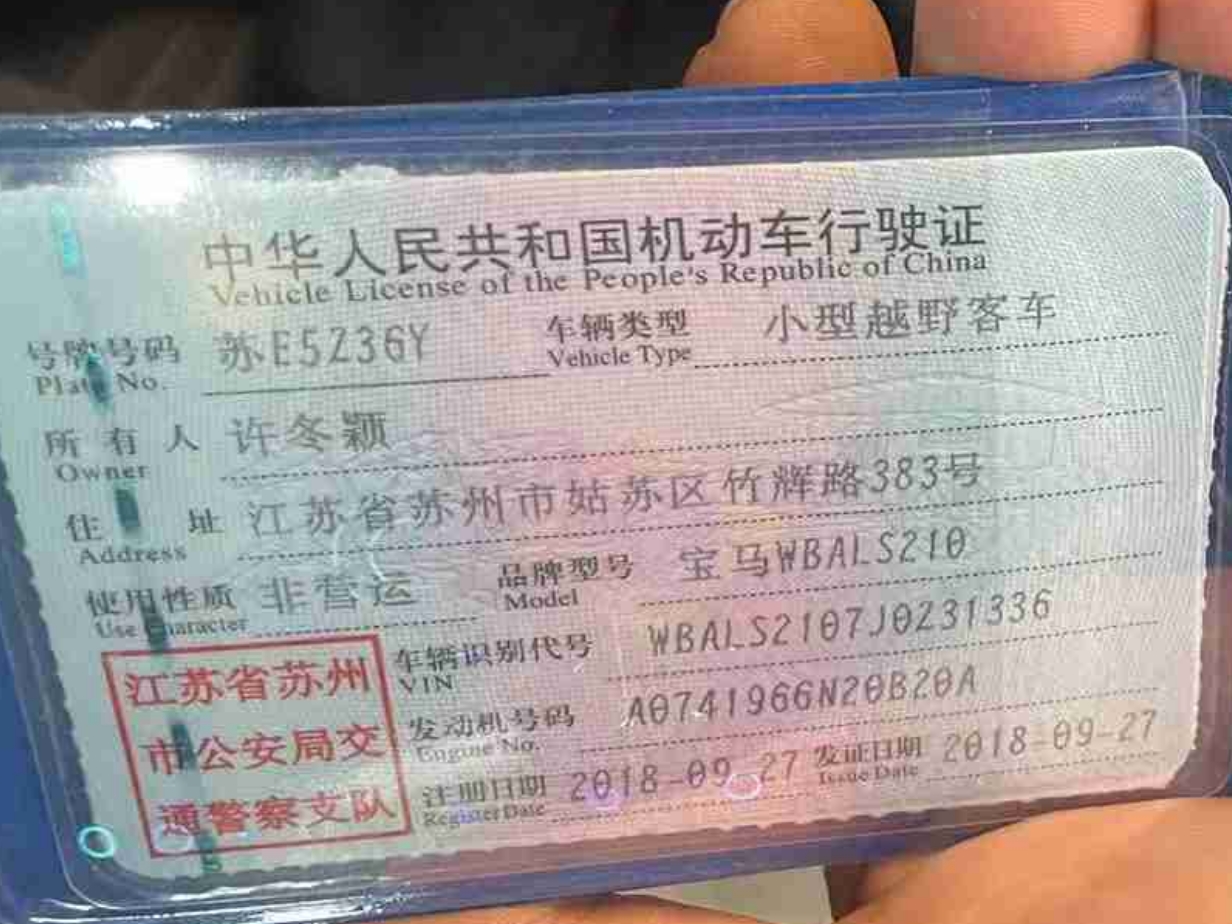 中华人民共和国机动车行驶证
Vehicle License of the People's Republic of China
号牌号码 苏E5Z36Y 车辆类型 小型越野客车
Plate No. Vehicle Type
所有人 许冬颖
Owner
住址 江苏省苏州市姑苏区竹辉路383号
Address
使用性质 非营运 品牌型号 宝马WBALS210
Use Character Model
车辆识别代号 WBALS2107J0Z31336
VIN
发动机号码 A0741966N20B20A
Engine No.
注册日期 2018-09-27 发证日期 2018-09-27
Register Date Issue Date
江苏省苏州
市公安局交
通警察支队